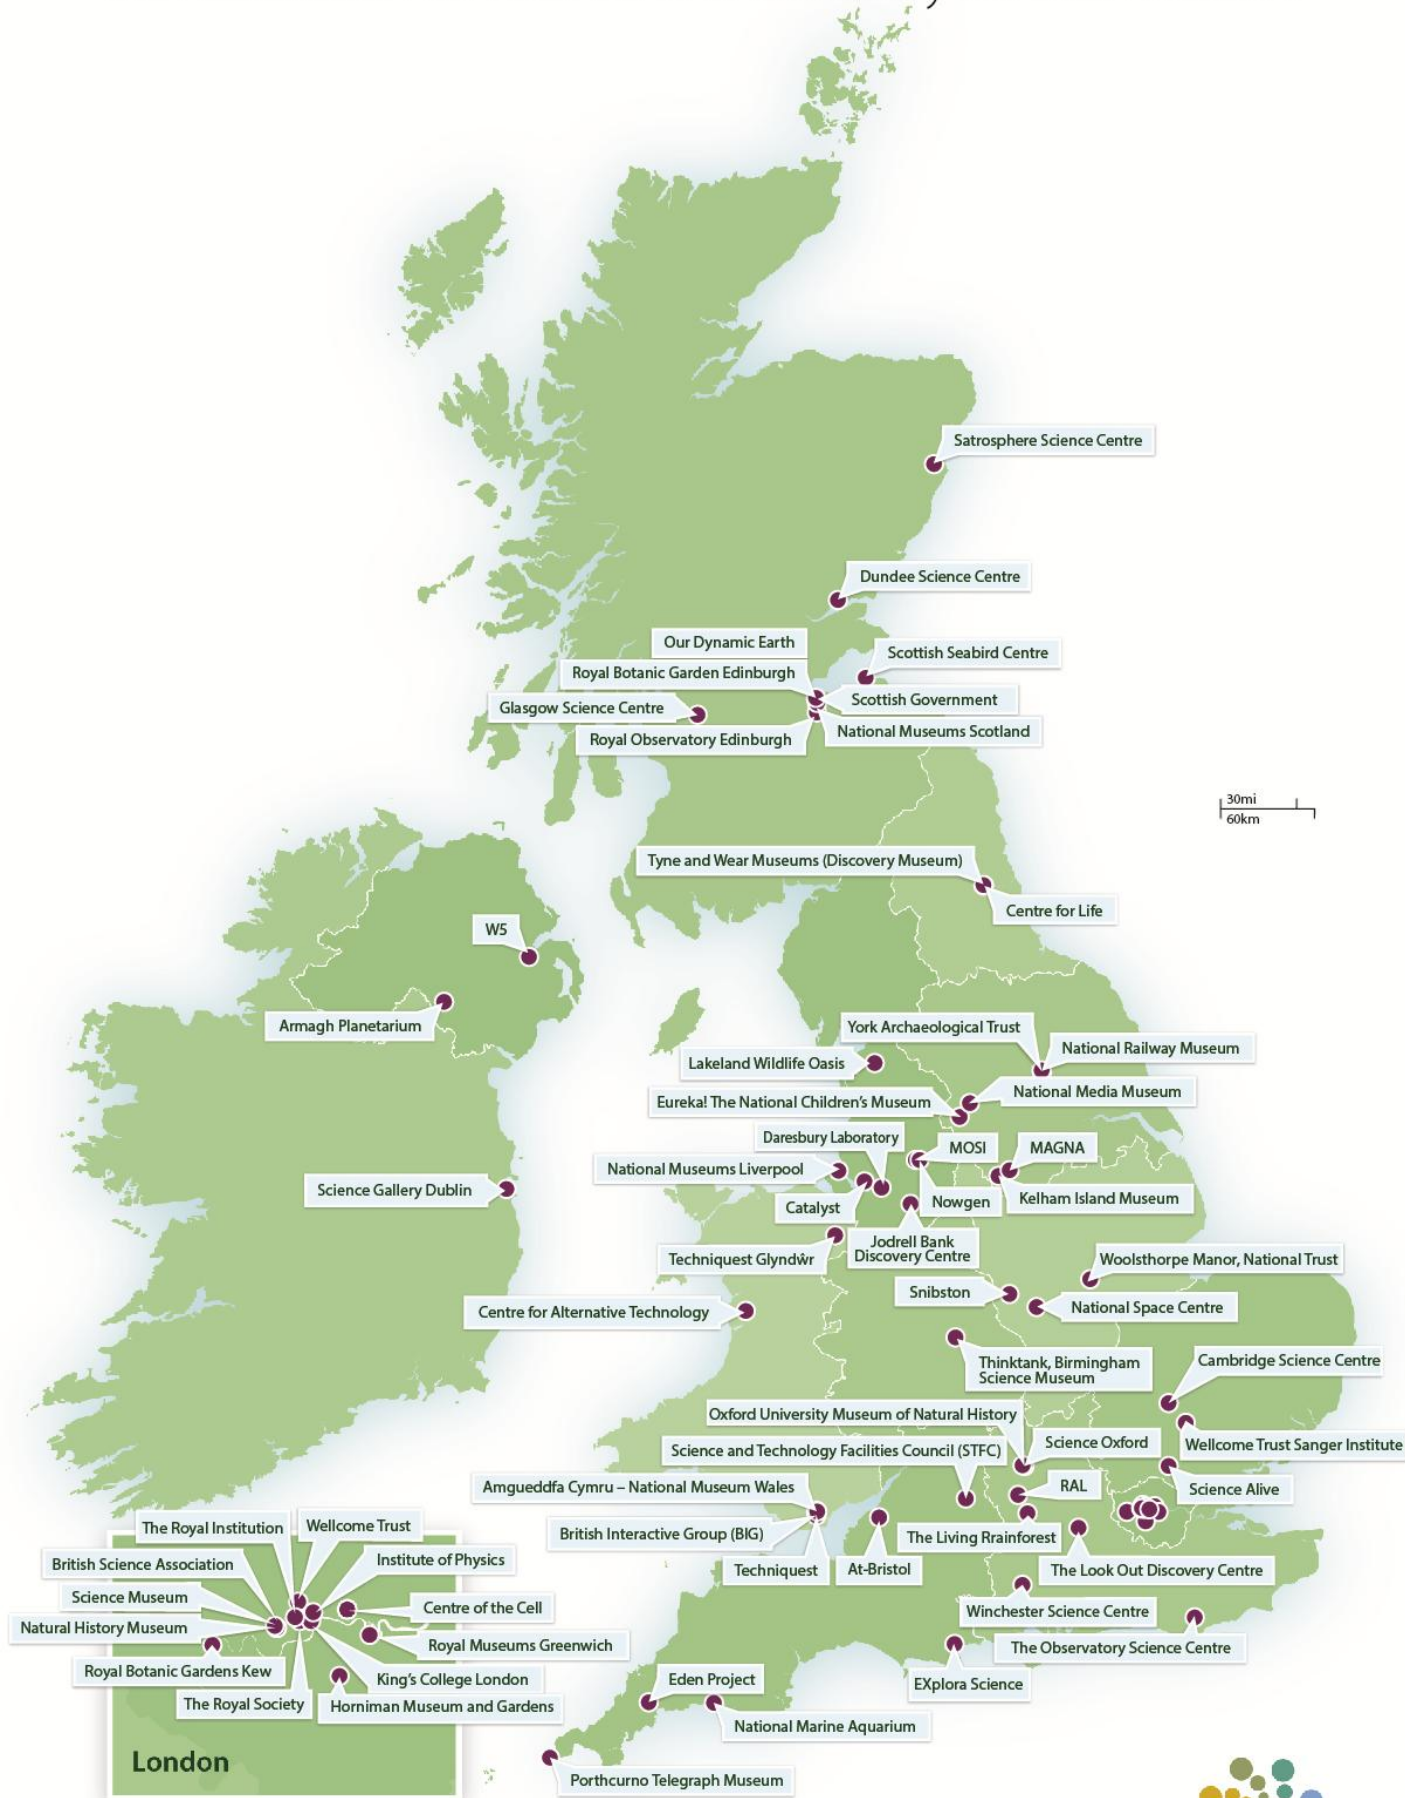 Satrosphere Science Centre
Dundee Science Centre
Our Dynamic Earth
Scottish Seabird Centre
Royal Botanic Garden Edinburgh
Scottish Government
Glasgow Science Centre
National Museums Scotland
Royal Observatory Edinburgh
30mi
60km
Tyne and Wear Museums (Discovery Museum)
Centre for Life
W5
Armagh Planetarium
York Archaeological Trust
National Railway Museum
Lakeland Wildlife Oasis
National Media Museum
Eureka! The National Children's Museum
Daresbury Laboratory
MOSI
MAGNA
National Museums Liverpool
Science Gallery Dublin
Catalyst
Nowgen
Kelham Island Museum
Jodrell Bank
Discovery Centre
Techniquest Glyndŵr
Woolsthorpe Manor, National Trust
Snibston
National Space Centre
Centre for Alternative Technology
Thinktank, Birmingham
Science Museum
Cambridge Science Centre
Oxford University Museum of Natural History
Science Oxford
Wellcome Trust Sanger Institute
Science and Technology Facilities Council (STFC)
RAL
Science Alive
Amgueddfa Cymru – National Museum Wales
British Interactive Group (BIG)
The Living Rrainforest
Techniquest
At-Bristol
The Look Out Discovery Centre
Winchester Science Centre
The Observatory Science Centre
EXplora Science
Eden Project
National Marine Aquarium
Porthcurno Telegraph Museum
The Royal Institution
Wellcome Trust
British Science Association
Institute of Physics
Science Museum
Centre of the Cell
Natural History Museum
Royal Museums Greenwich
Royal Botanic Gardens Kew
King's College London
The Royal Society
Horniman Museum and Gardens
London